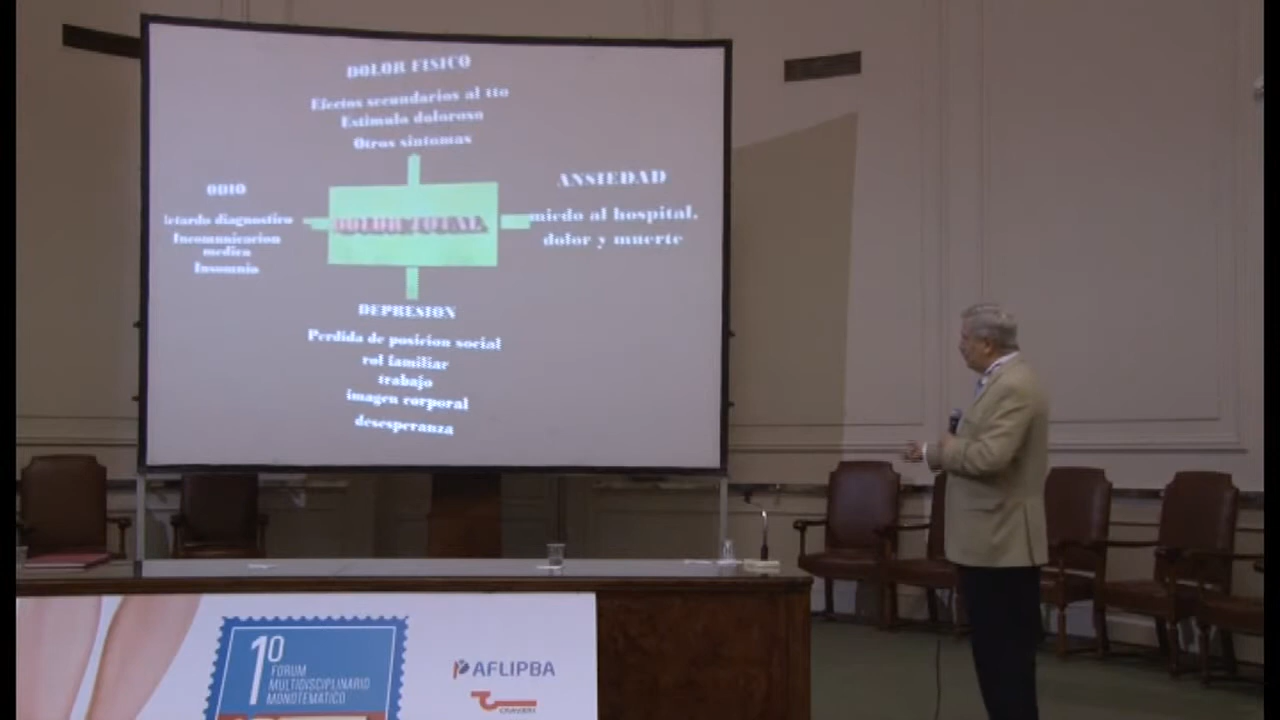 DOLOR FISICO
Efectos secundarios al tto
Estimulo doloroso
Otros sintomas
ODIO
retardo diagnostico
Incomunicacion
medica
Insomnio
DOLOR TOTAL
ANSIEDAD
miedo al hospital,
dolor y muerte
DEPRESION
Perdida de posicion social
rol familiar
trabajo
imagen corporal
desesperanza
1º
FORUM
MULTIDISCIPLINARIO
MONOTEMATICO
AFLIPBA